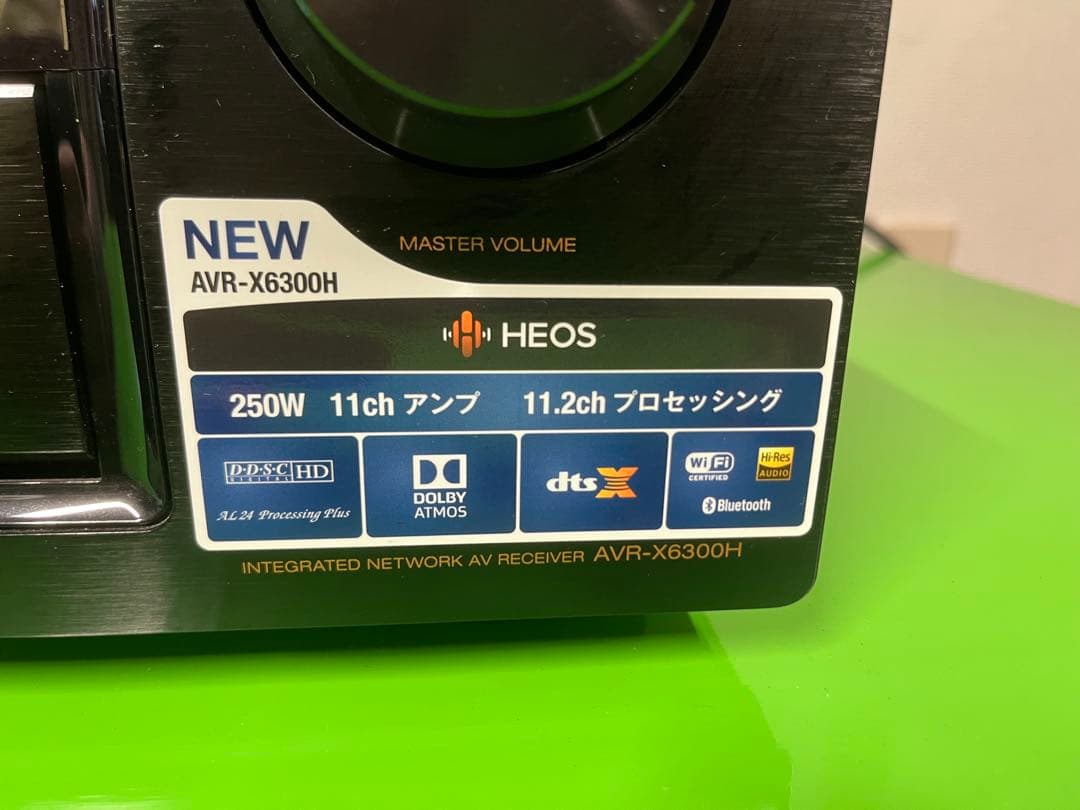 MASTER VOLUME
NEW
AVR-X6300H
HEOS
250W 11ch アンプ 11.2ch プロセッシング
D·D·S·C HD
DIGITAL
AL24 Processing Plus
DOLBY
ATMOS
dts X
Wi Fi
CERTIFIED
Hi-Res
AUDIO
Bluetooth
INTEGRATED NETWORK AV RECEIVER AVR-X6300H